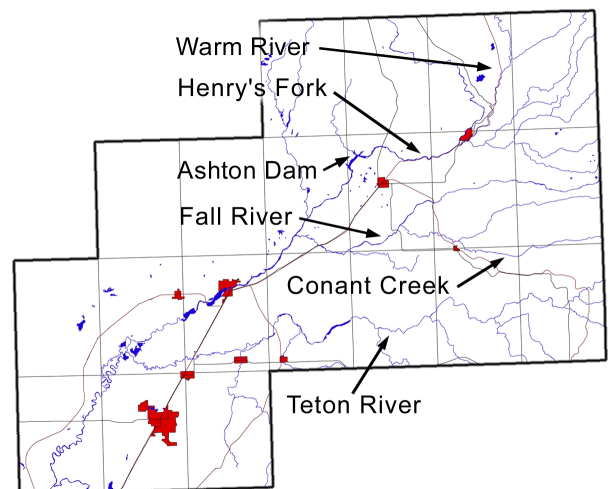 Warm River
Henry's Fork
Ashton Dam
Fall River
Conant Creek
Teton River